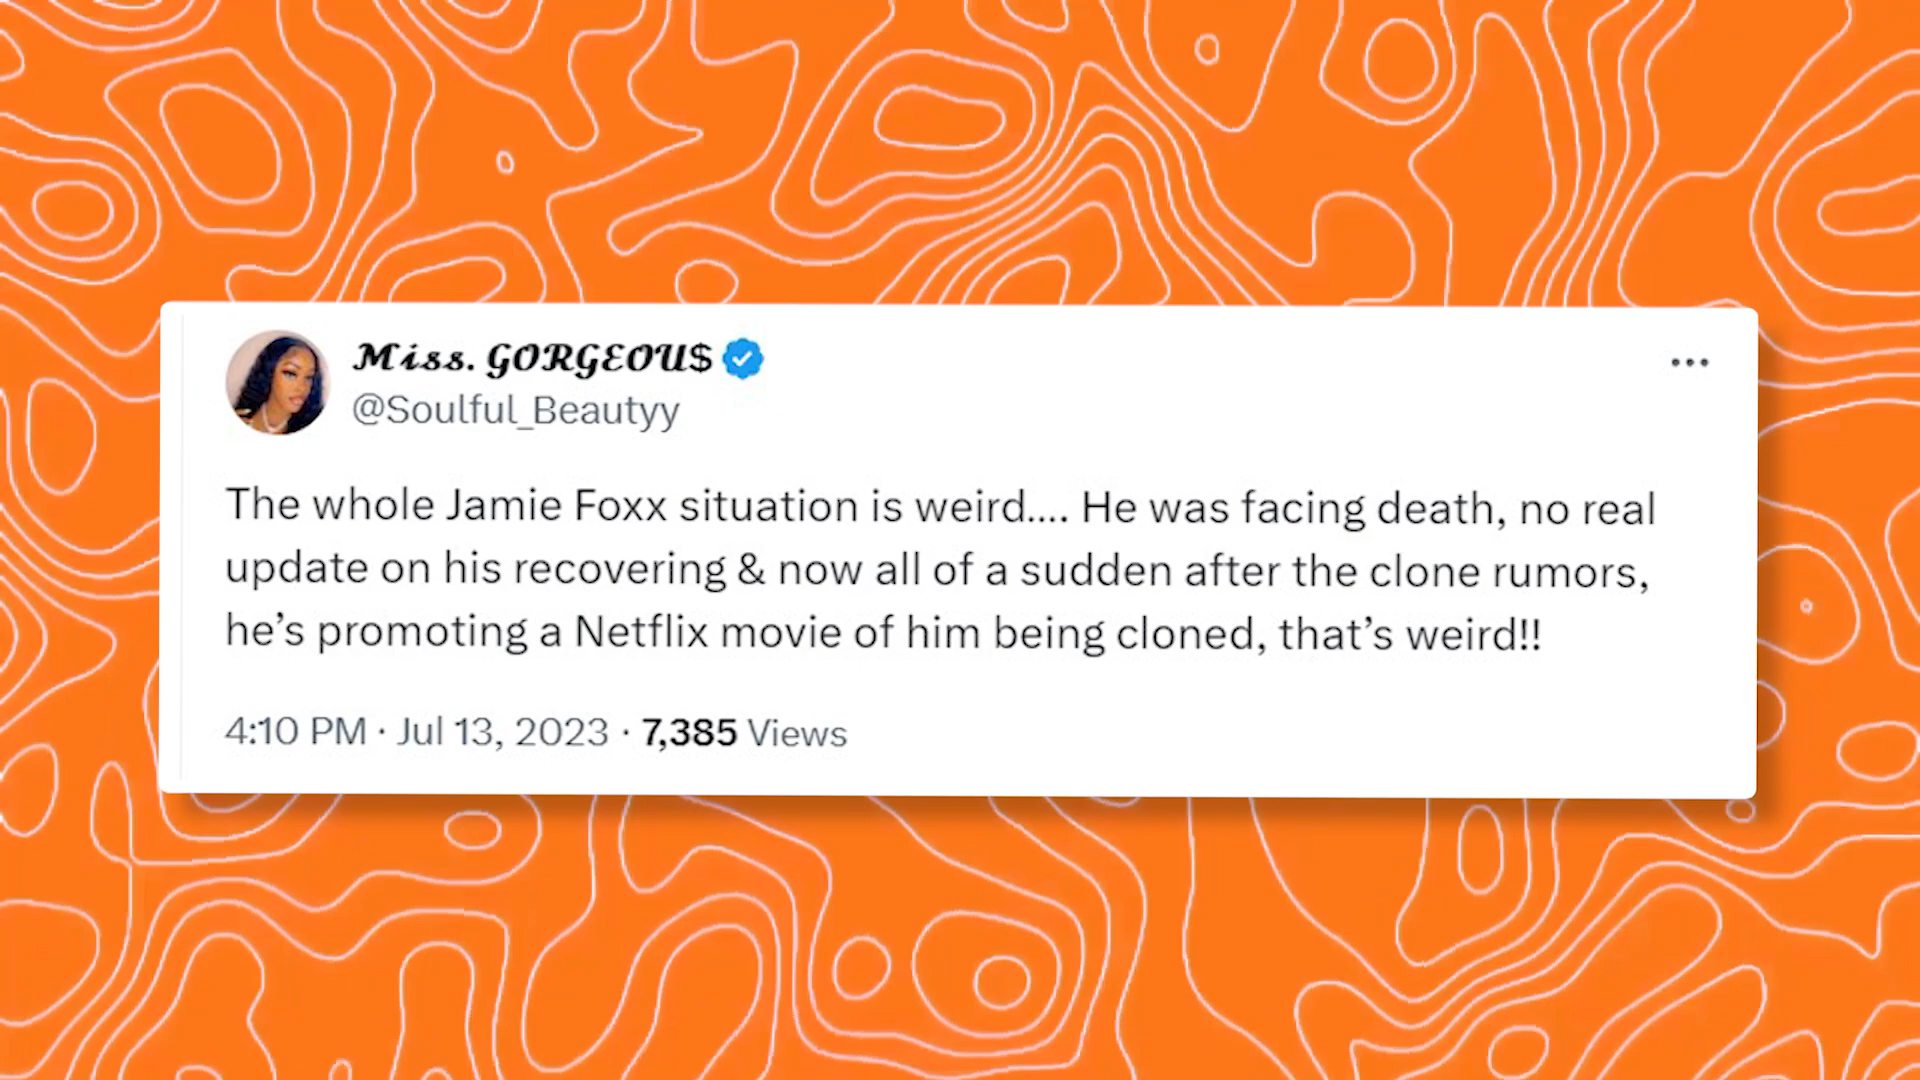 Miss. GORGEOU$
@Soulful_Beautyy
The whole Jamie Foxx situation is weird.... He was facing death, no real
update on his recovering & now all of a sudden after the clone rumors,
he’s promoting a Netflix movie of him being cloned, that’s weird!!
4:10 PM · Jul 13, 2023 · 7,385 Views